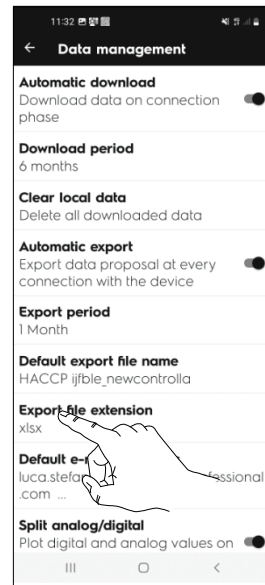 11:32
Data management
Automatic download
Download data on connection
phase
Download period
6 months
Clear local data
Delete all downloaded data
Automatic export
Export data proposal at every
connection with the device
Export period
1 Month
Default export file name
HACCP ijfble_newcontrolla
Export file extension
xlsx
Default e-
luca.stefan fessional
.com ...
Split analog/digital
Plot digital and analog values on